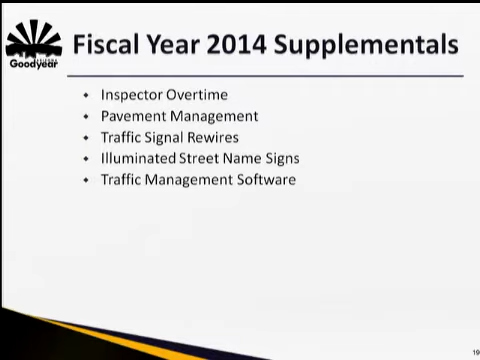 Fiscal Year 2014 Supplementals
Goodyear
Inspector Overtime
Pavement Management
Traffic Signal Rewires
Illuminated Street Name Signs
Traffic Management Software
19